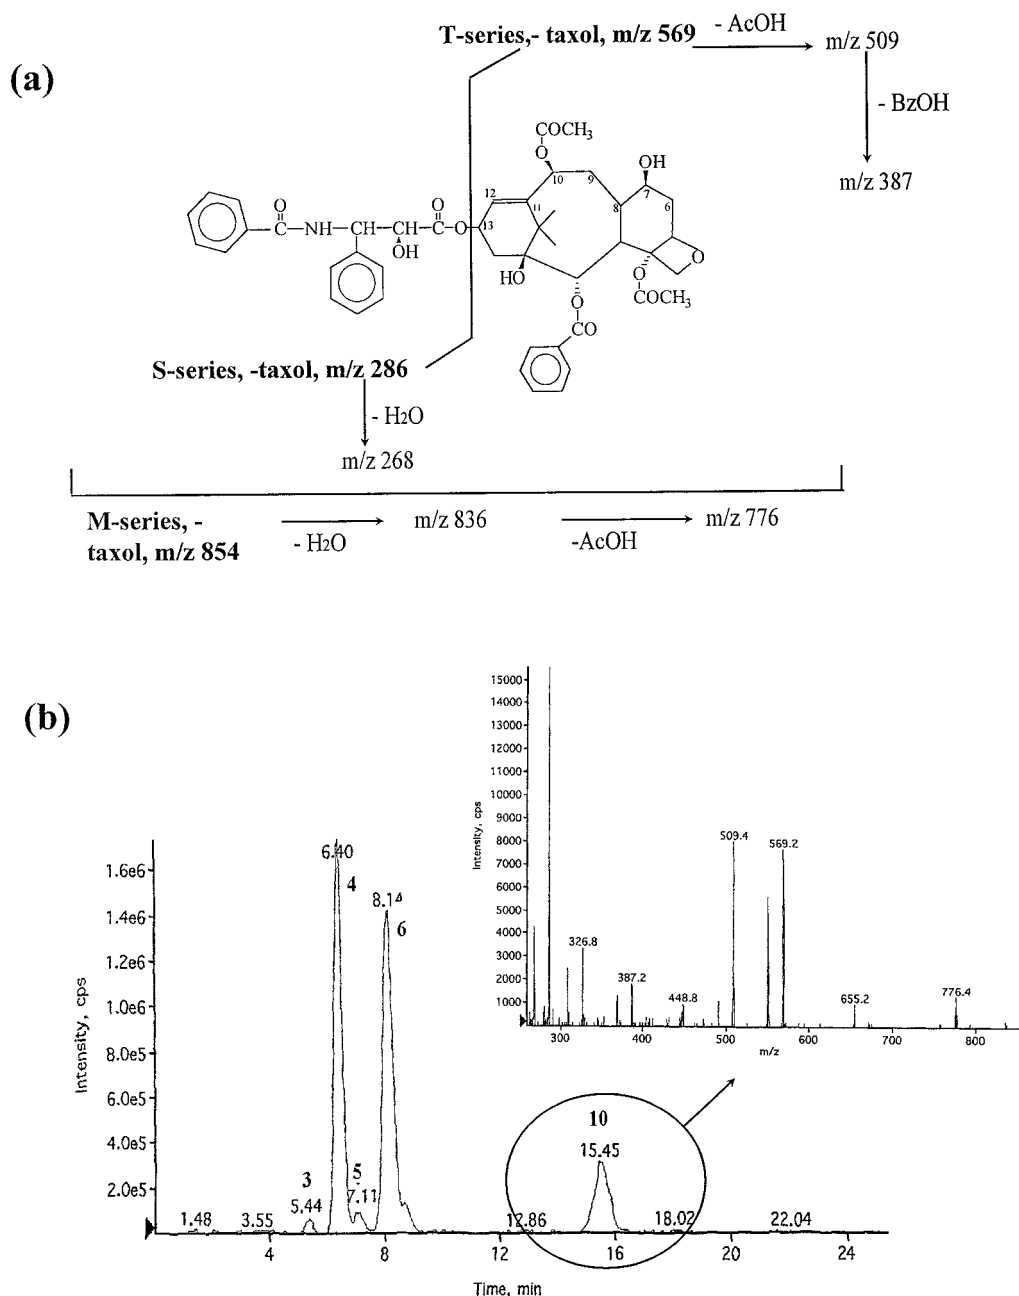 (a)
T-series,- taxol, m/z 569
- AcOH
m/z 509
- BzOH
m/z 387
COCH3
O
10
9
OH
7
6
8
12
11
13
O
C
NH
O
O
OH
HO
O
O
COCH3
O
CO
S-series, -taxol, m/z 286
- H2O
m/z 268
M-series, -
taxol, m/z 854
- H2O
m/z 836
-AcOH
m/z 776
(b)
15000
14000
13000
12000
11000
10000
9000
8000
7000
6000
5000
4000
3000
2000
1000
Intensity, cps
509.4
569.2
326.8
387.2
448.8
655.2
776.4
300
400
500
600
700
800
m/z
1.6e6
1.4e6
1.2e6
1.0e6
8.0e5
6.0e5
4.0e5
2.0e5
Intensity, cps
6.40
4
8.14
6
3
5.44
5
7.11
10
15.45
1.48
3.55
12.86
18.02
22.04
4
8
12
16
20
24
Time, min